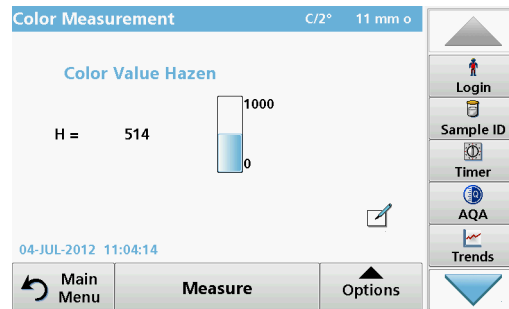 Color Measurement C/2° 11 mm o
Color Value Hazen
1000
H = 514
0
04-JUL-2012 11:04:14
Main
Menu
Measure
Options
Login
Sample ID
Timer
AQA
Trends